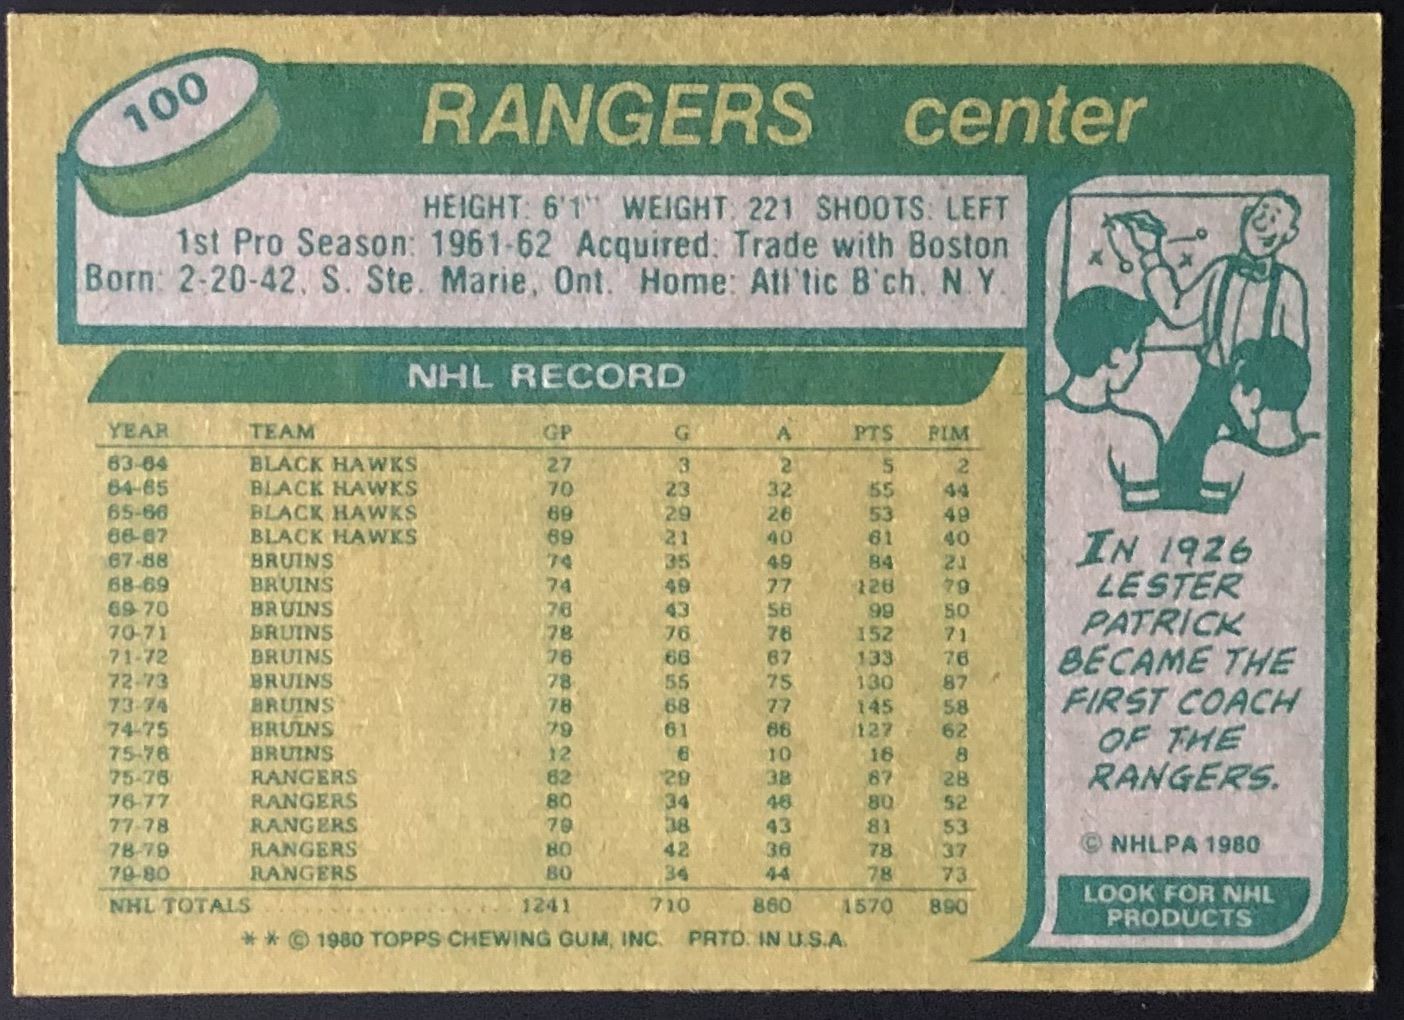 100
RANGERS center
HEIGHT: 6'1" WEIGHT: 221 SHOOTS: LEFT
1st Pro Season: 1961-62 Acquired: Trade with Boston
Born: 2-20-42, S. Ste. Marie, Ont. Home: Atl'tic B'ch, N.Y.
NHL RECORD
YEAR TEAM GP G A PTS PIM
63-64 BLACK HAWKS 27 3 2 5 2
64-65 BLACK HAWKS 70 23 32 55 44
65-66 BLACK HAWKS 69 29 26 53 49
66-67 BLACK HAWKS 69 21 40 61 40
67-68 BRUINS 74 35 49 84 21
68-69 BRUINS 74 49 77 126 79
69-70 BRUINS 76 43 56 99 50
70-71 BRUINS 78 76 76 152 71
71-72 BRUINS 76 66 67 133 76
72-73 BRUINS 78 55 75 130 87
73-74 BRUINS 78 68 77 145 58
74-75 BRUINS 79 61 66 127 62
75-76 BRUINS 12 6 10 16 8
75-76 RANGERS 62 29 38 67 28
76-77 RANGERS 80 34 46 80 52
77-78 RANGERS 79 38 43 81 53
78-79 RANGERS 80 42 36 78 37
79-80 RANGERS 80 34 44 78 73
NHL TOTALS .................... 1241 710 860 1570 890
* * © 1980 TOPPS CHEWING GUM, INC. PRTD. IN U.S.A.
IN 1926
LESTER
PATRICK
BECAME THE
FIRST COACH
OF THE
RANGERS.
© NHLPA 1980
LOOK FOR NHL
PRODUCTS